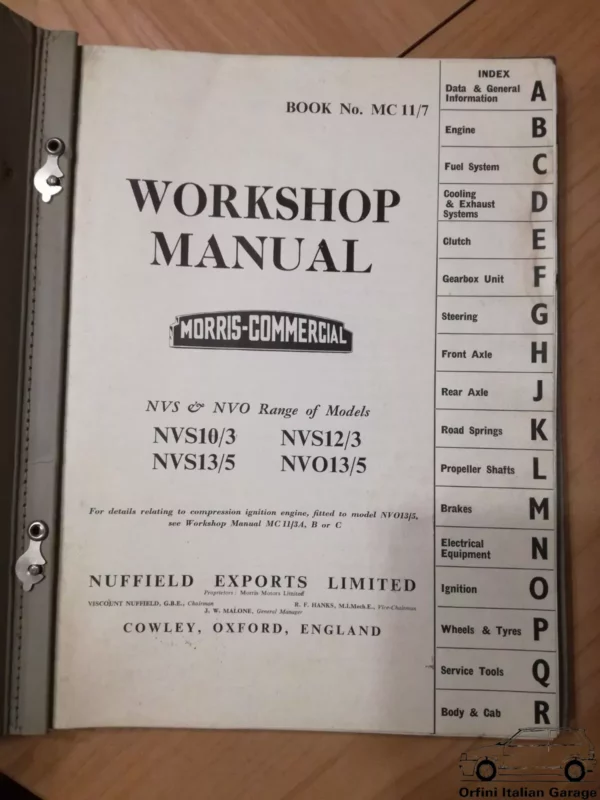 BOOK No. MC 11/7
WORKSHOP
MANUAL
MORRIS-COMMERCIAL
NVS & NVO Range of Models
NVS10/3 NVS12/3
NVS13/5 NVO13/5
For details relating to compression ignition engine, fitted to model NVO13/5,
see Workshop Manual MC 11/3A, B or C
NUFFIELD EXPORTS LIMITED
Proprietors: Morris Motors Limited
VISCOUNT NUFFIELD, G.B.E., Chairman R. F. HANKS, M.I.Mech.E., Vice-Chairman
J. W. MALONE, General Manager
COWLEY, OXFORD, ENGLAND
INDEX
Data & General
Information A
Engine B
Fuel System C
Cooling
& Exhaust
Systems D
Clutch E
Gearbox Unit F
Steering G
Front Axle H
Rear Axle J
Road Springs K
Propeller Shafts L
Brakes M
Electrical
Equipment N
Ignition O
Wheels & Tyres P
Service Tools Q
Body & Cab R
Orfini Italian Garage